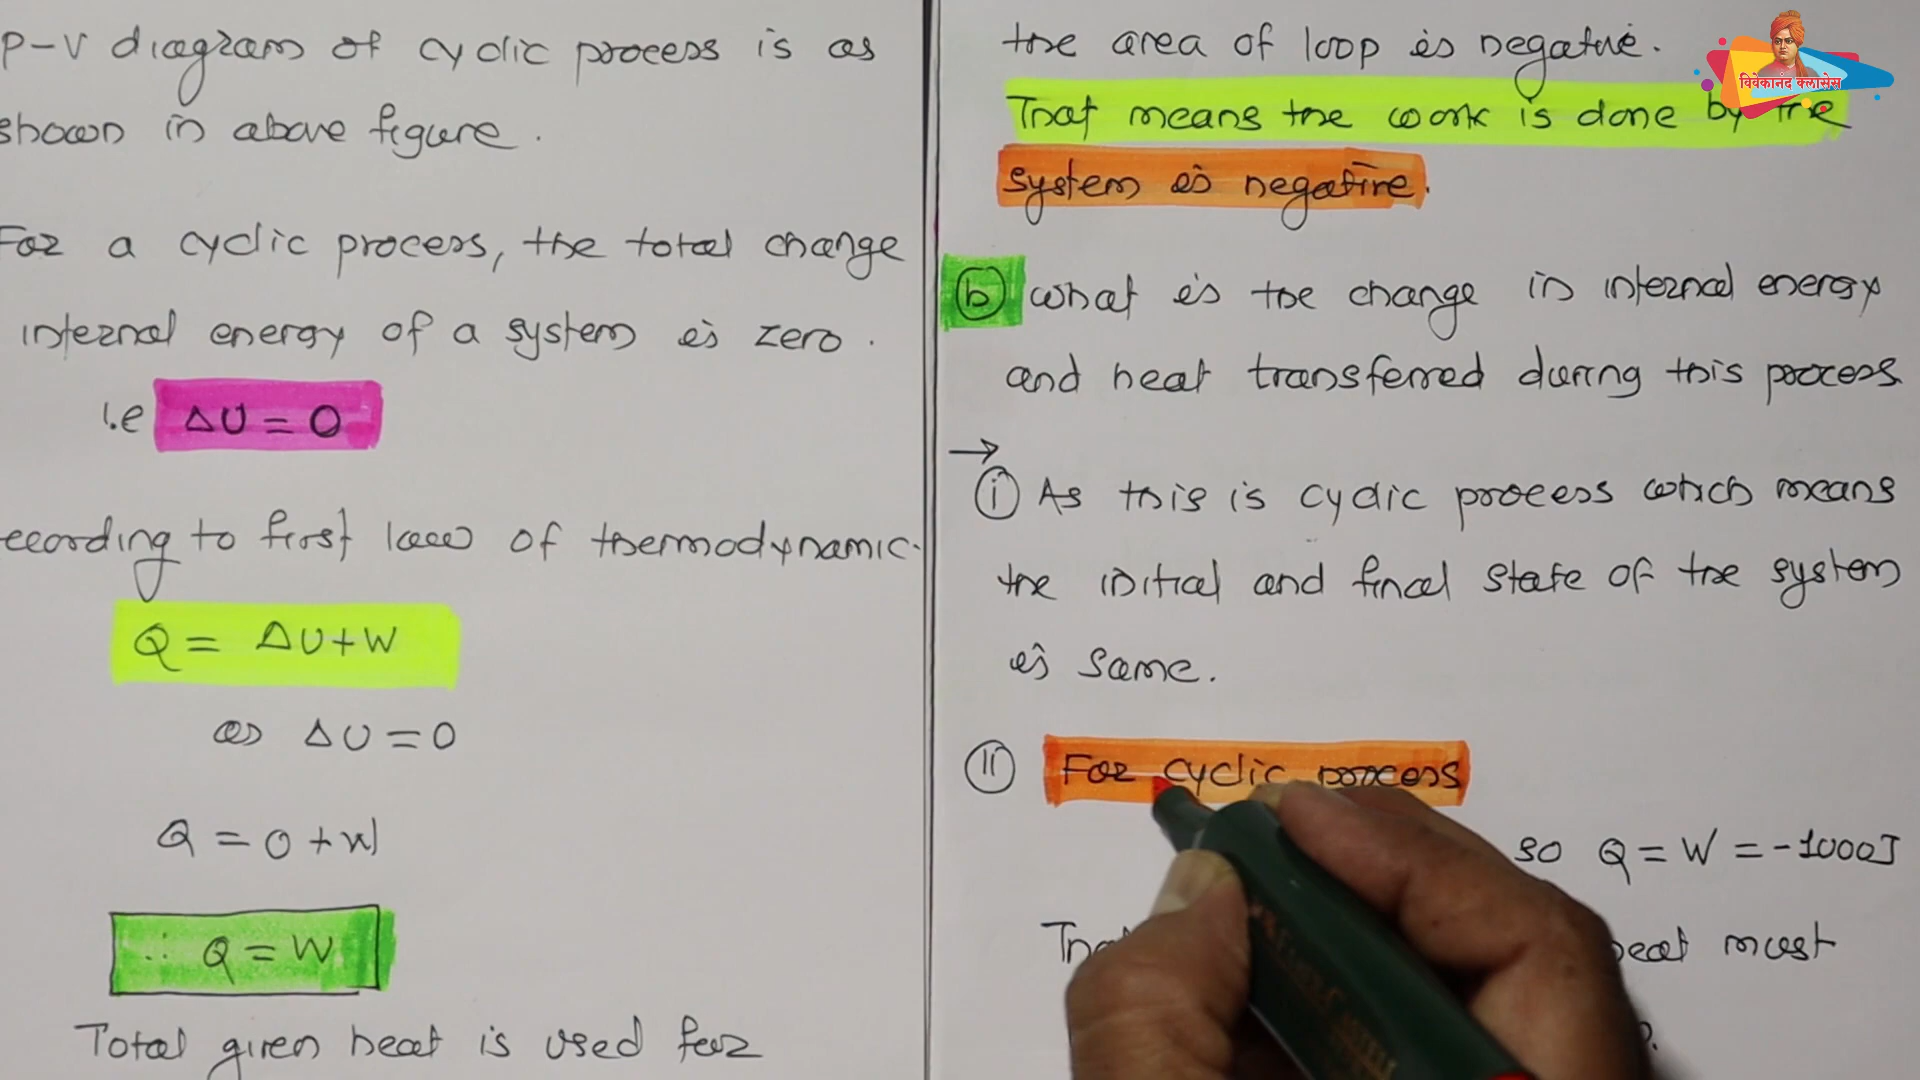 P-V diagram of cyclic process is as
shown in above figure.
For a cyclic process, the total change
internal energy of a system is zero.
i.e ΔU = 0
ccording to first law of thermodynamic.
Q = ΔU+W
as ΔU = 0
Q = 0 + W
∴ Q = W
Total given heat is used for
the area of loop is negative.
That means the work is done by the
system is negative.
(b) what is the change in internal energy
and heat transferred during this process
→
(i) As this is cyclic process which means
the initial and final state of the system
is same.
(ii) For cyclic process
so Q = W = -1000J
heat must
विवेकानंद क्लासेस